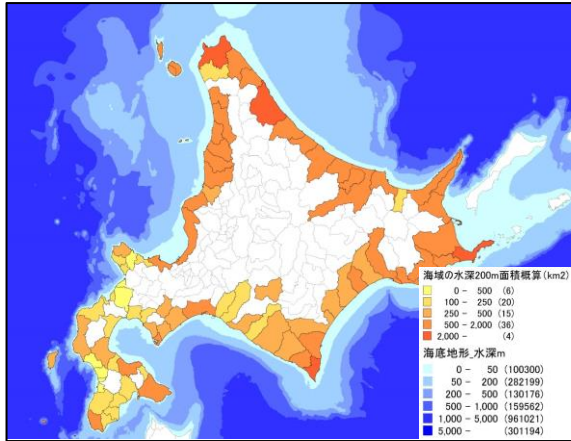 海域の水深200m面積概算(km2)
0 - 500 (6)
100 - 250 (20)
250 - 500 (15)
500 - 2,000 (36)
2,000 - (4)
海底地形_水深m
0 - 50 (100300)
50 - 200 (282199)
200 - 500 (130176)
500 - 1,000 (159562)
1,000 - 5,000 (961021)
5,000 - (301194)